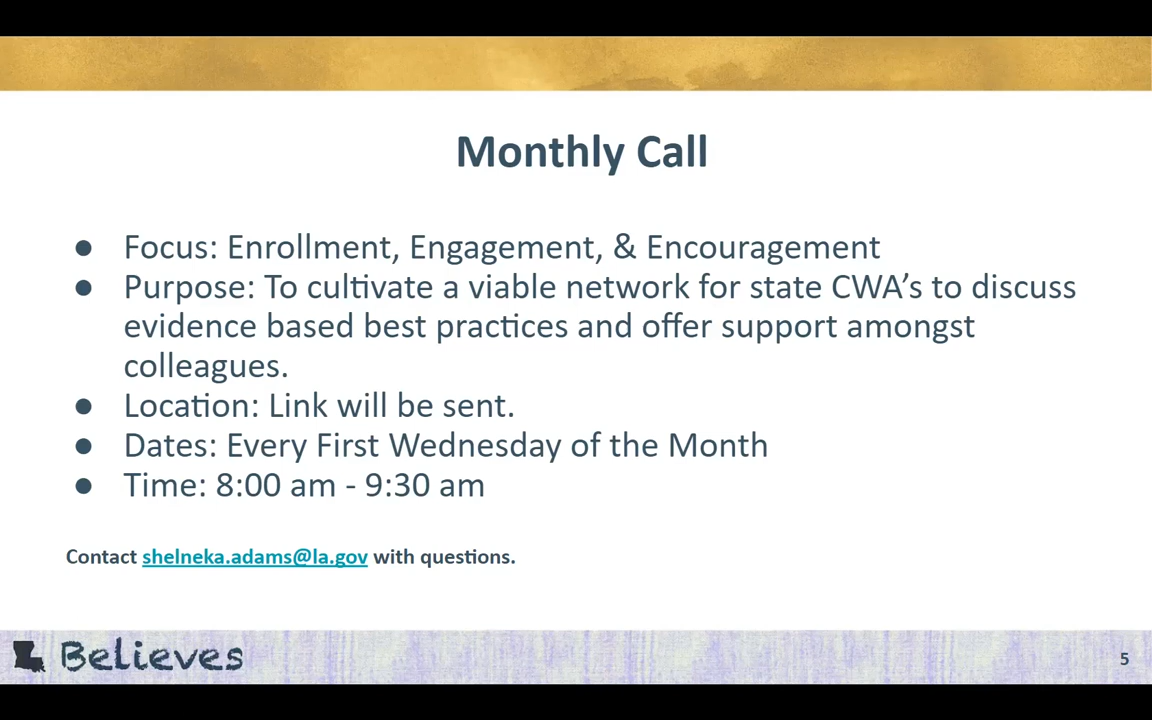 Monthly Call
● Focus: Enrollment, Engagement, & Encouragement
● Purpose: To cultivate a viable network for state CWA’s to discuss
evidence based best practices and offer support amongst
colleagues.
● Location: Link will be sent.
● Dates: Every First Wednesday of the Month
● Time: 8:00 am - 9:30 am
Contact shelneka.adams@la.gov with questions.
Believes
5